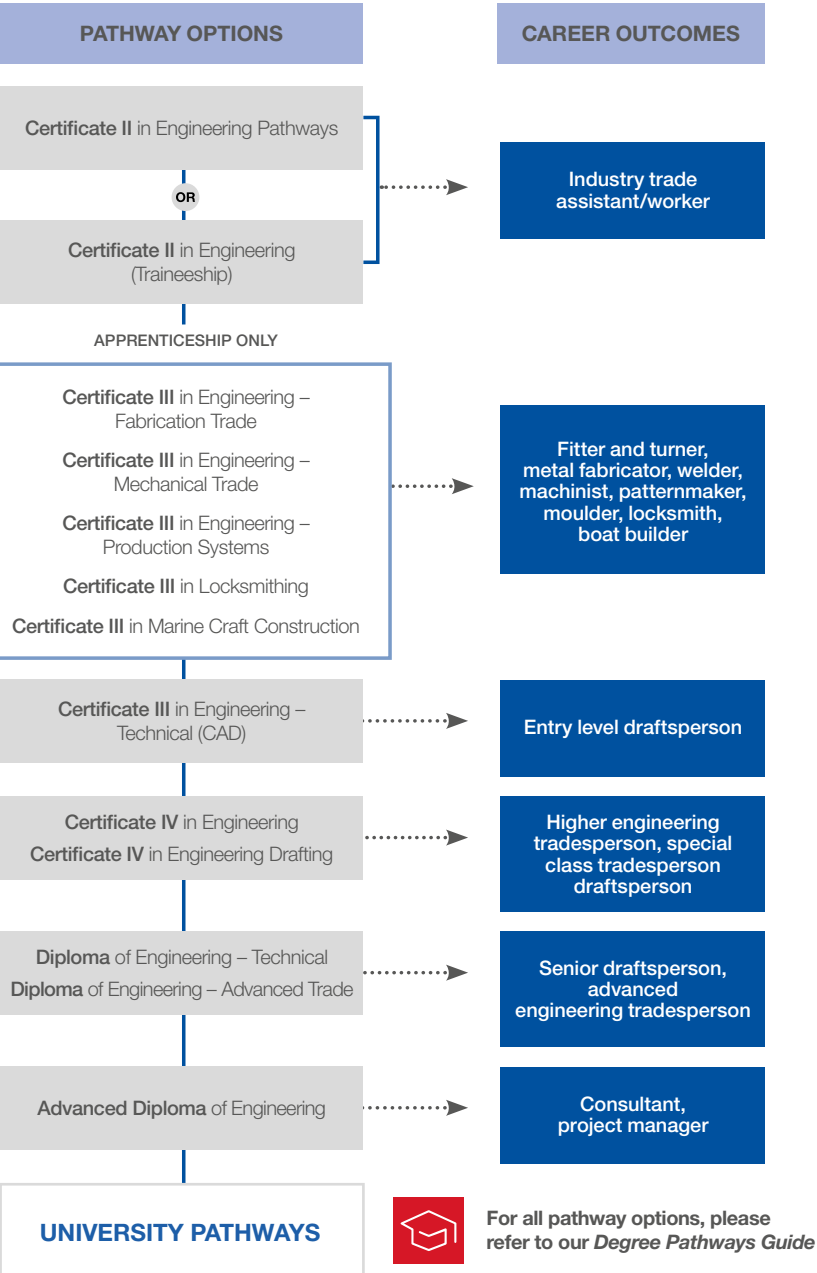 PATHWAY OPTIONS
CAREER OUTCOMES
Certificate II in Engineering Pathways
OR
Certificate II in Engineering
(Traineeship)
Industry trade
assistant/worker
APPRENTICESHIP ONLY
Certificate III in Engineering –
Fabrication Trade
Certificate III in Engineering –
Mechanical Trade
Certificate III in Engineering –
Production Systems
Certificate III in Locksmithing
Certificate III in Marine Craft Construction
Fitter and turner,
metal fabricator, welder,
machinist, patternmaker,
moulder, locksmith,
boat builder
Certificate III in Engineering –
Technical (CAD)
Entry level draftsperson
Certificate IV in Engineering
Certificate IV in Engineering Drafting
Higher engineering
tradesperson, special
class tradesperson
draftsperson
Diploma of Engineering – Technical
Diploma of Engineering – Advanced Trade
Senior draftsperson,
advanced
engineering tradesperson
Advanced Diploma of Engineering
Consultant,
project manager
UNIVERSITY PATHWAYS
For all pathway options, please
refer to our Degree Pathways Guide